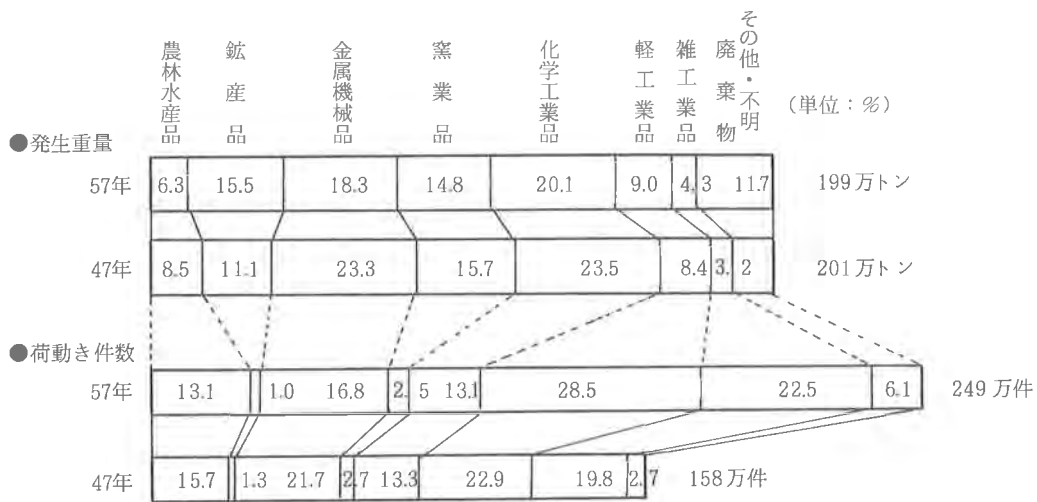 農林水産品
鉱産品
金属機械品
窯業品
化学工業品
軽工業品
雑工業品
廃棄物
その他・不明
(単位：%)
●発生重量
57年 6.3 15.5 18.3 14.8 20.1 9.0 4.3 11.7 199万トン
47年 8.5 11.1 23.3 15.7 23.5 8.4 3.2 201万トン
●荷動き件数
57年 13.1 1.0 16.8 2.5 13.1 28.5 22.5 6.1 249万件
47年 15.7 1.3 21.7 2.7 13.3 22.9 19.8 2.7 158万件